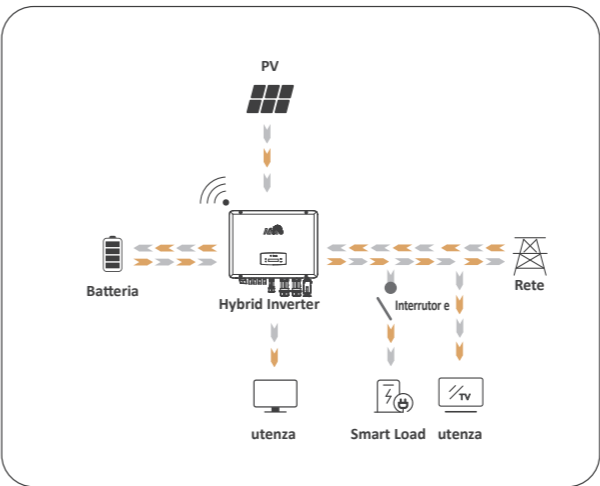 PV
Batteria
Hybrid Inverter
Rete
Interrutor e
TV
utenza
Smart Load
utenza